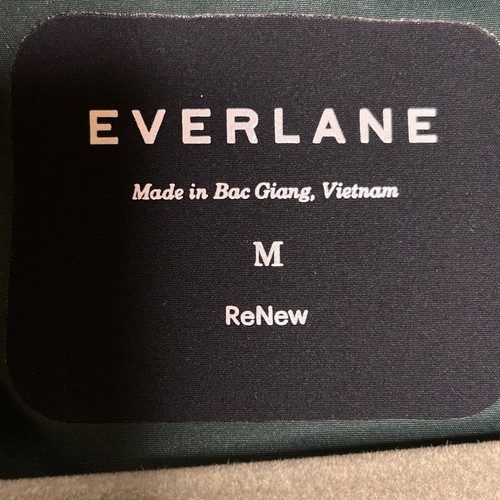 EVERLANE
Made in Bac Giang, Vietnam
M
ReNew